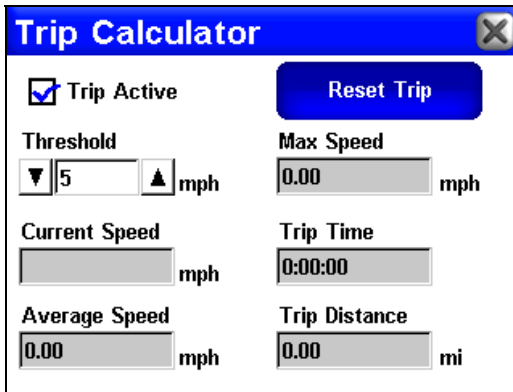 Trip Calculator
Trip Active
Reset Trip
Threshold
Max Speed
5 mph
0.00 mph
Current Speed
Trip Time
mph
0:00:00
Average Speed
Trip Distance
0.00 mph
0.00 mi